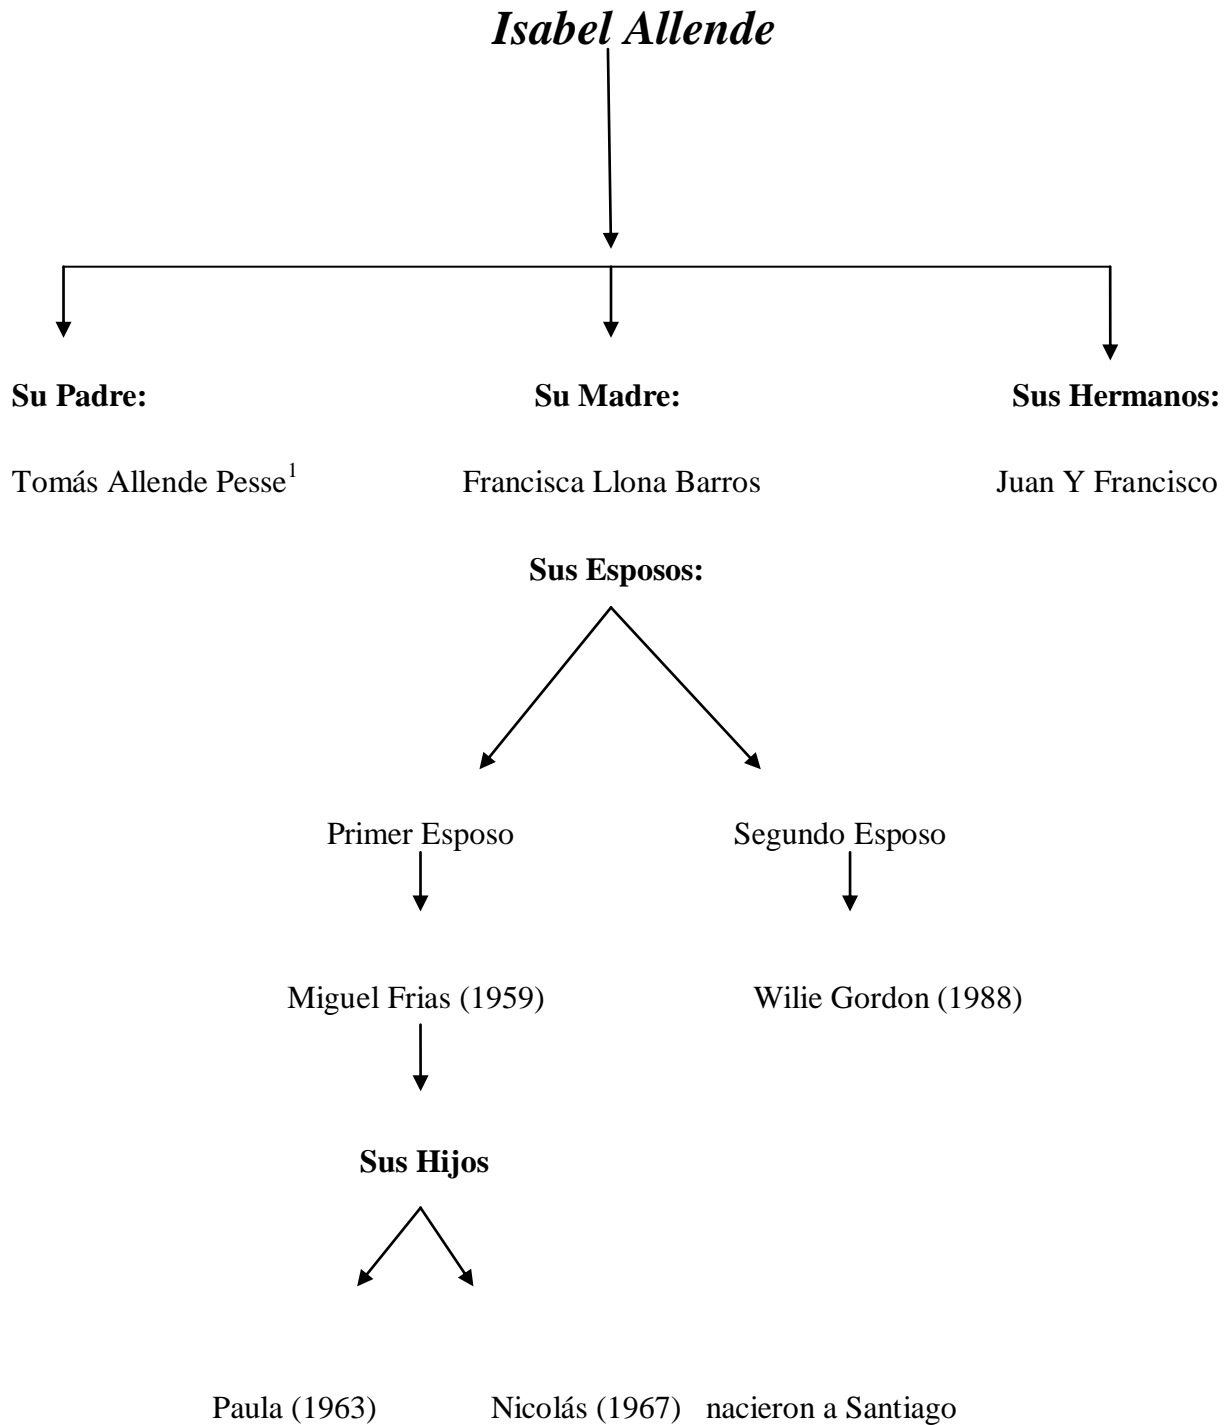 Isabel Allende
Su Padre: Su Madre: Sus Hermanos:
Tomás Allende Pesse¹ Francisca Llona Barros Juan Y Francisco
Sus Esposos:
Primer Esposo Segundo Esposo
Miguel Frias (1959) Wilie Gordon (1988)
Sus Hijos
Paula (1963) Nicolás (1967) nacieron a Santiago